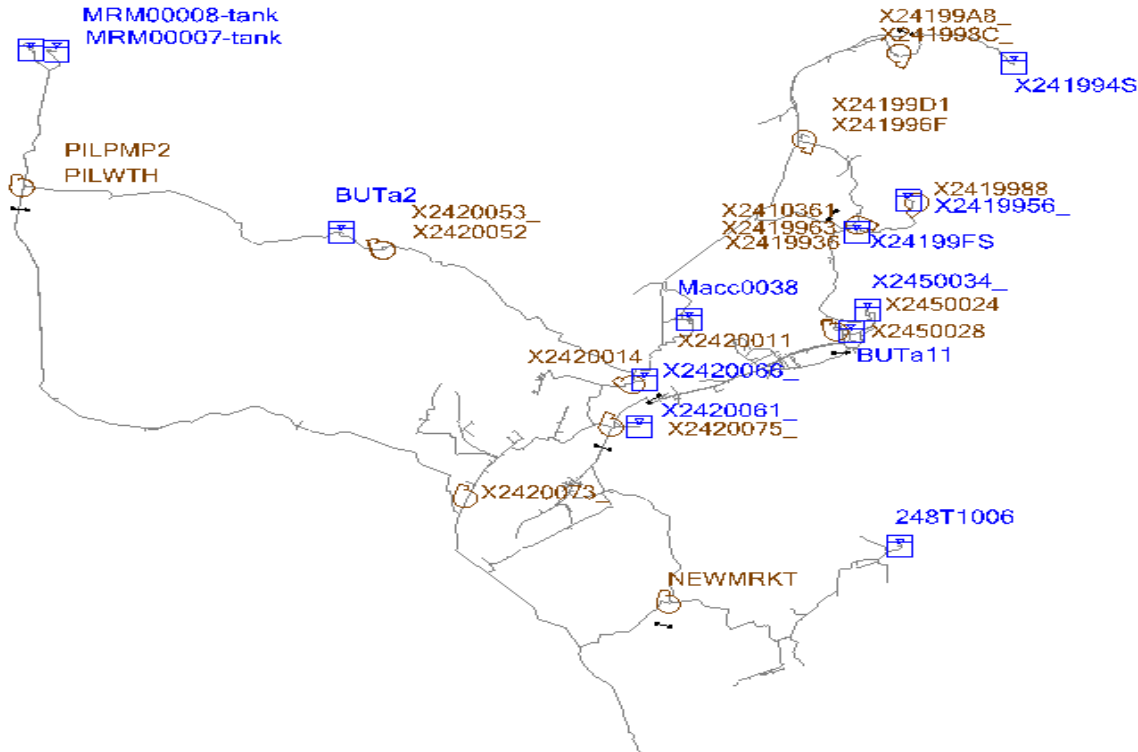 MRM00008-tank
MRM00007-tank
X24199A8_
X241998C_
X241994S
X24199D1
X241996F
PILPMP2
PILWTH
BUTa2
X2420053_
X2420052
X2419988
X2419956_
X2410361
X2419963
X2419936
X24199FS
Macc0038
X2450034_
X2450024
X2450028
BUTa11
X2420011
X2420014
X2420066_
X2420061_
X2420075_
X2420073_
248T1006
NEWMRKT